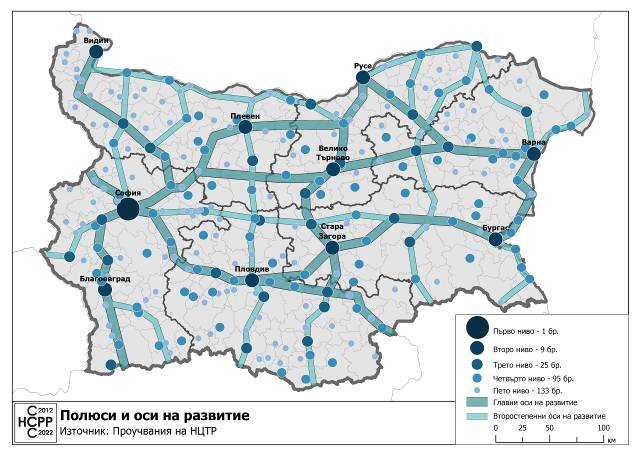 Видин
Русе
Плевен
Велико
Търново
Варна
София
Стара
Загора
Бургас
Пловдив
Благоевград
Първо ниво - 1 бр.
Второ ниво - 9 бр.
Трето ниво - 25 бр.
Четвърто ниво - 95 бр.
Пето ниво - 133 бр.
Главни оси на развитие
Второстепенни оси на развитие
0 50 100
км
С 2012
НСРР
С 2022
Полюси и оси на развитие
Източник: Проучвания на НЦТР